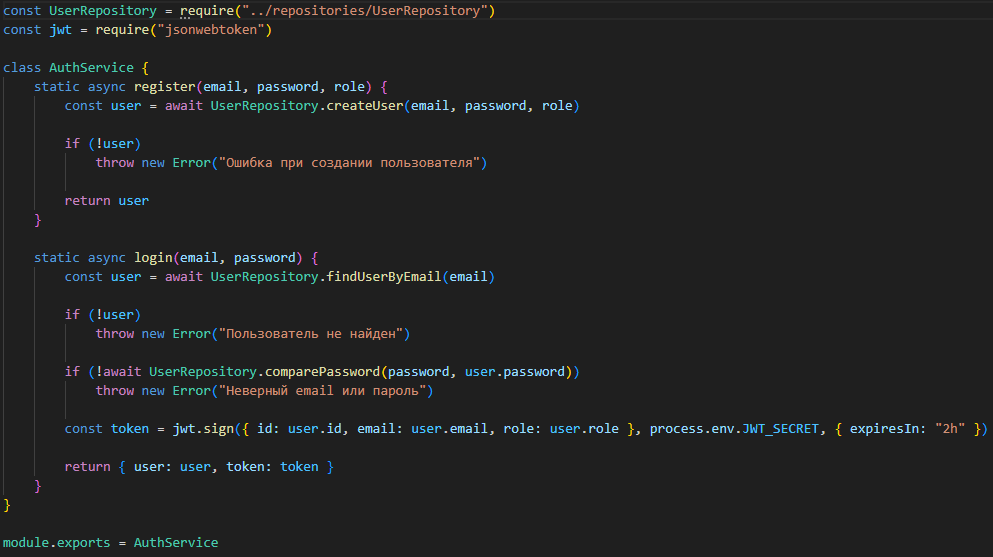 const UserRepository = require("../repositories/UserRepository")
const jwt = require("jsonwebtoken")
class AuthService {
static async register(email, password, role) {
const user = await UserRepository.createUser(email, password, role)
if (!user)
throw new Error("Ошибка при создании пользователя")
return user
}
static async login(email, password) {
const user = await UserRepository.findUserByEmail(email)
if (!user)
throw new Error("Пользователь не найден")
if (!await UserRepository.comparePassword(password, user.password))
throw new Error("Неверный email или пароль")
const token = jwt.sign({ id: user.id, email: user.email, role: user.role }, process.env.JWT_SECRET, { expiresIn: "2h" })
return { user: user, token: token }
}
}
module.exports = AuthService